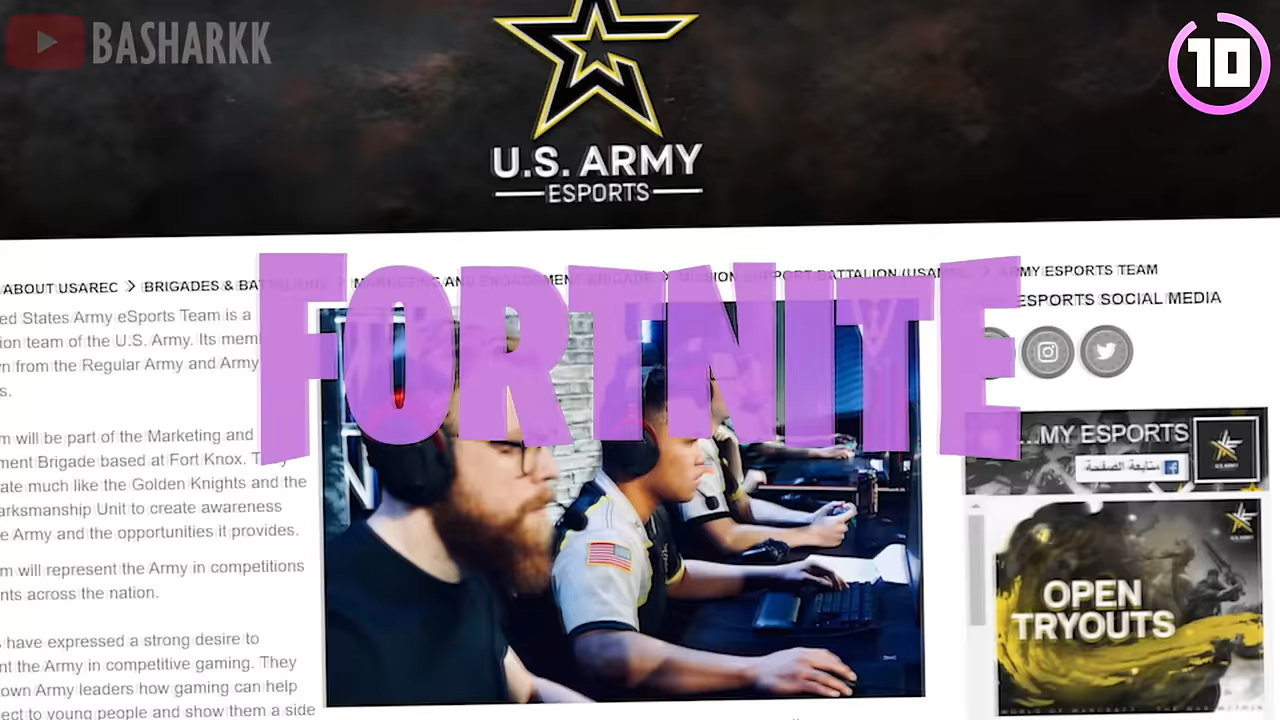 BASHARKK
10
U.S. ARMY
ESPORTS
ABOUT USAREC > BRIGADES & BATTALIONS > MARKETING AND ENGAGEMENT BRIGADE > MISSION SUPPORT BATTALION > ARMY ESPORTS TEAM
FORTNITE
ed States Army eSports Team is a
ion team of the U.S. Army. Its
n from the Regular Army and Army
s.
m will be part of the Marketing and
ment Brigade based at Fort Knox. They
ate much like the Golden Knights and the
arksmanship Unit to create awareness
e Army and the opportunities it provides.
m will represent the Army in competitions
nts across the nation.
have expressed a strong desire to
nt the Army in competitive gaming. They
own Army leaders how gaming can help
ect to young people and show them a side
ESPORTS SOCIAL MEDIA
...MY ESPORTS
متابعة الصفحة
U.S. ARMY
OPEN
TRYOUTS